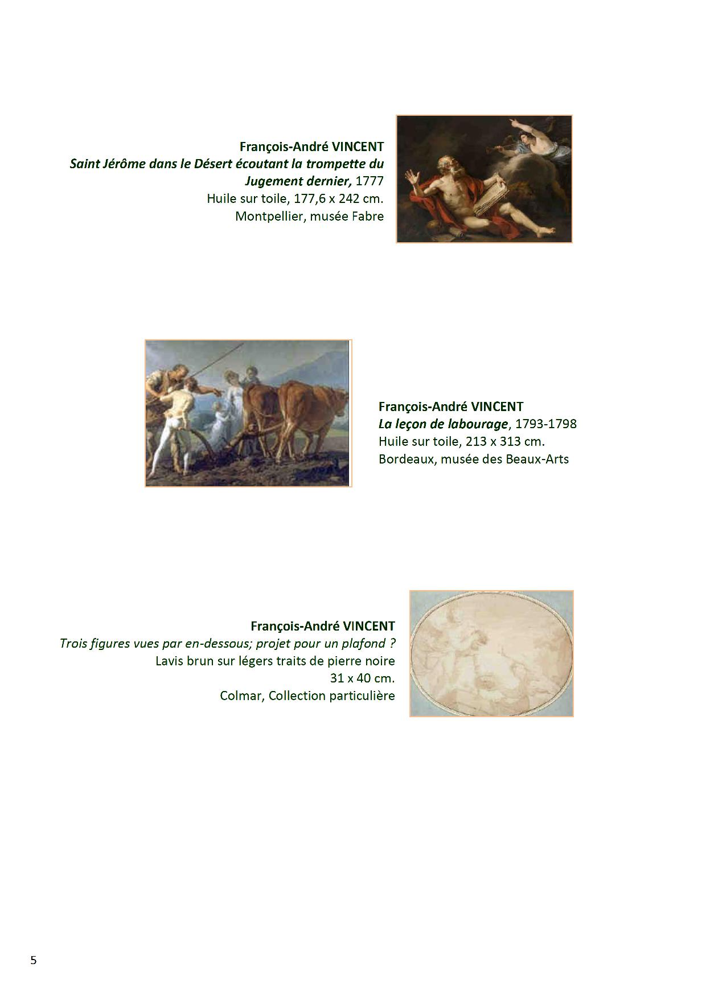 François-André VINCENT
Saint Jérôme dans le Désert écoutant la trompette du
Jugement dernier, 1777
Huile sur toile, 177,6 x 242 cm.
Montpellier, musée Fabre
François-André VINCENT
La leçon de labourage, 1793-1798
Huile sur toile, 213 x 313 cm.
Bordeaux, musée des Beaux-Arts
François-André VINCENT
Trois figures vues par en-dessous; projet pour un plafond ?
Lavis brun sur légers traits de pierre noire
31 x 40 cm.
Colmar, Collection particulière
5